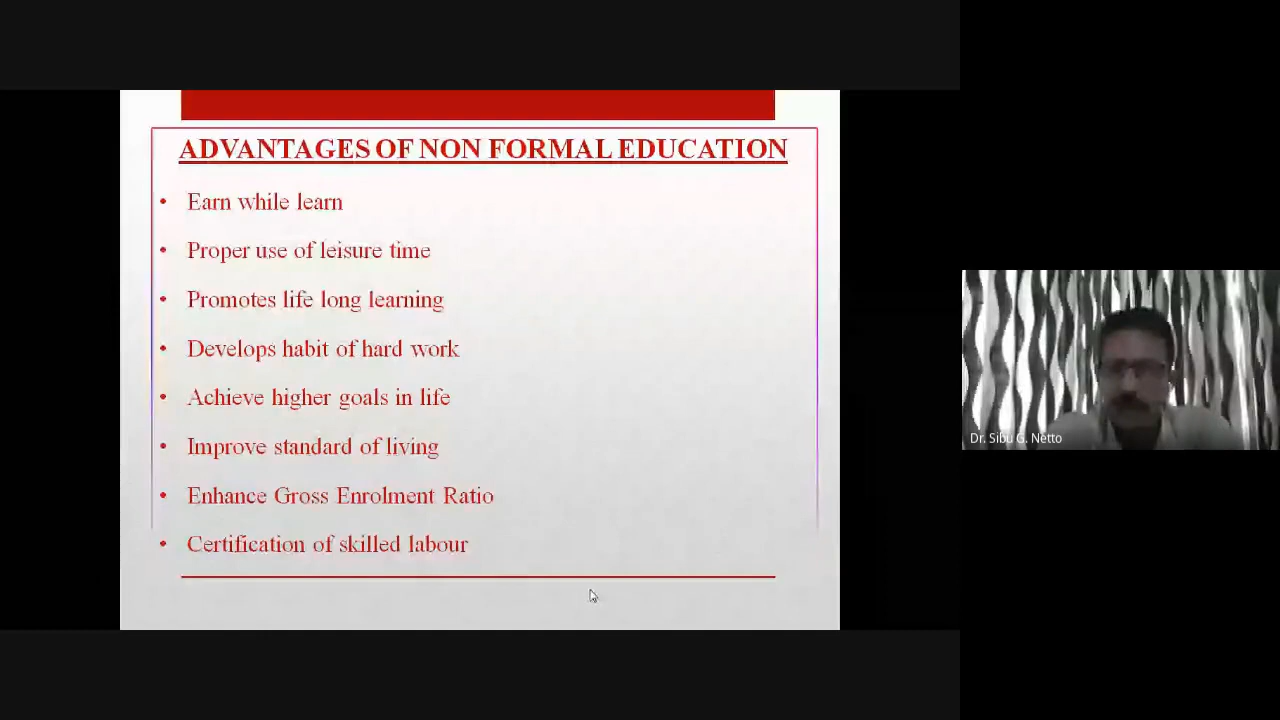 ADVANTAGES OF NON FORMAL EDUCATION
• Earn while learn
• Proper use of leisure time
• Promotes life long learning
• Develops habit of hard work
• Achieve higher goals in life
• Improve standard of living
• Enhance Gross Enrolment Ratio
• Certification of skilled labour
Dr. Sibu G. Netto